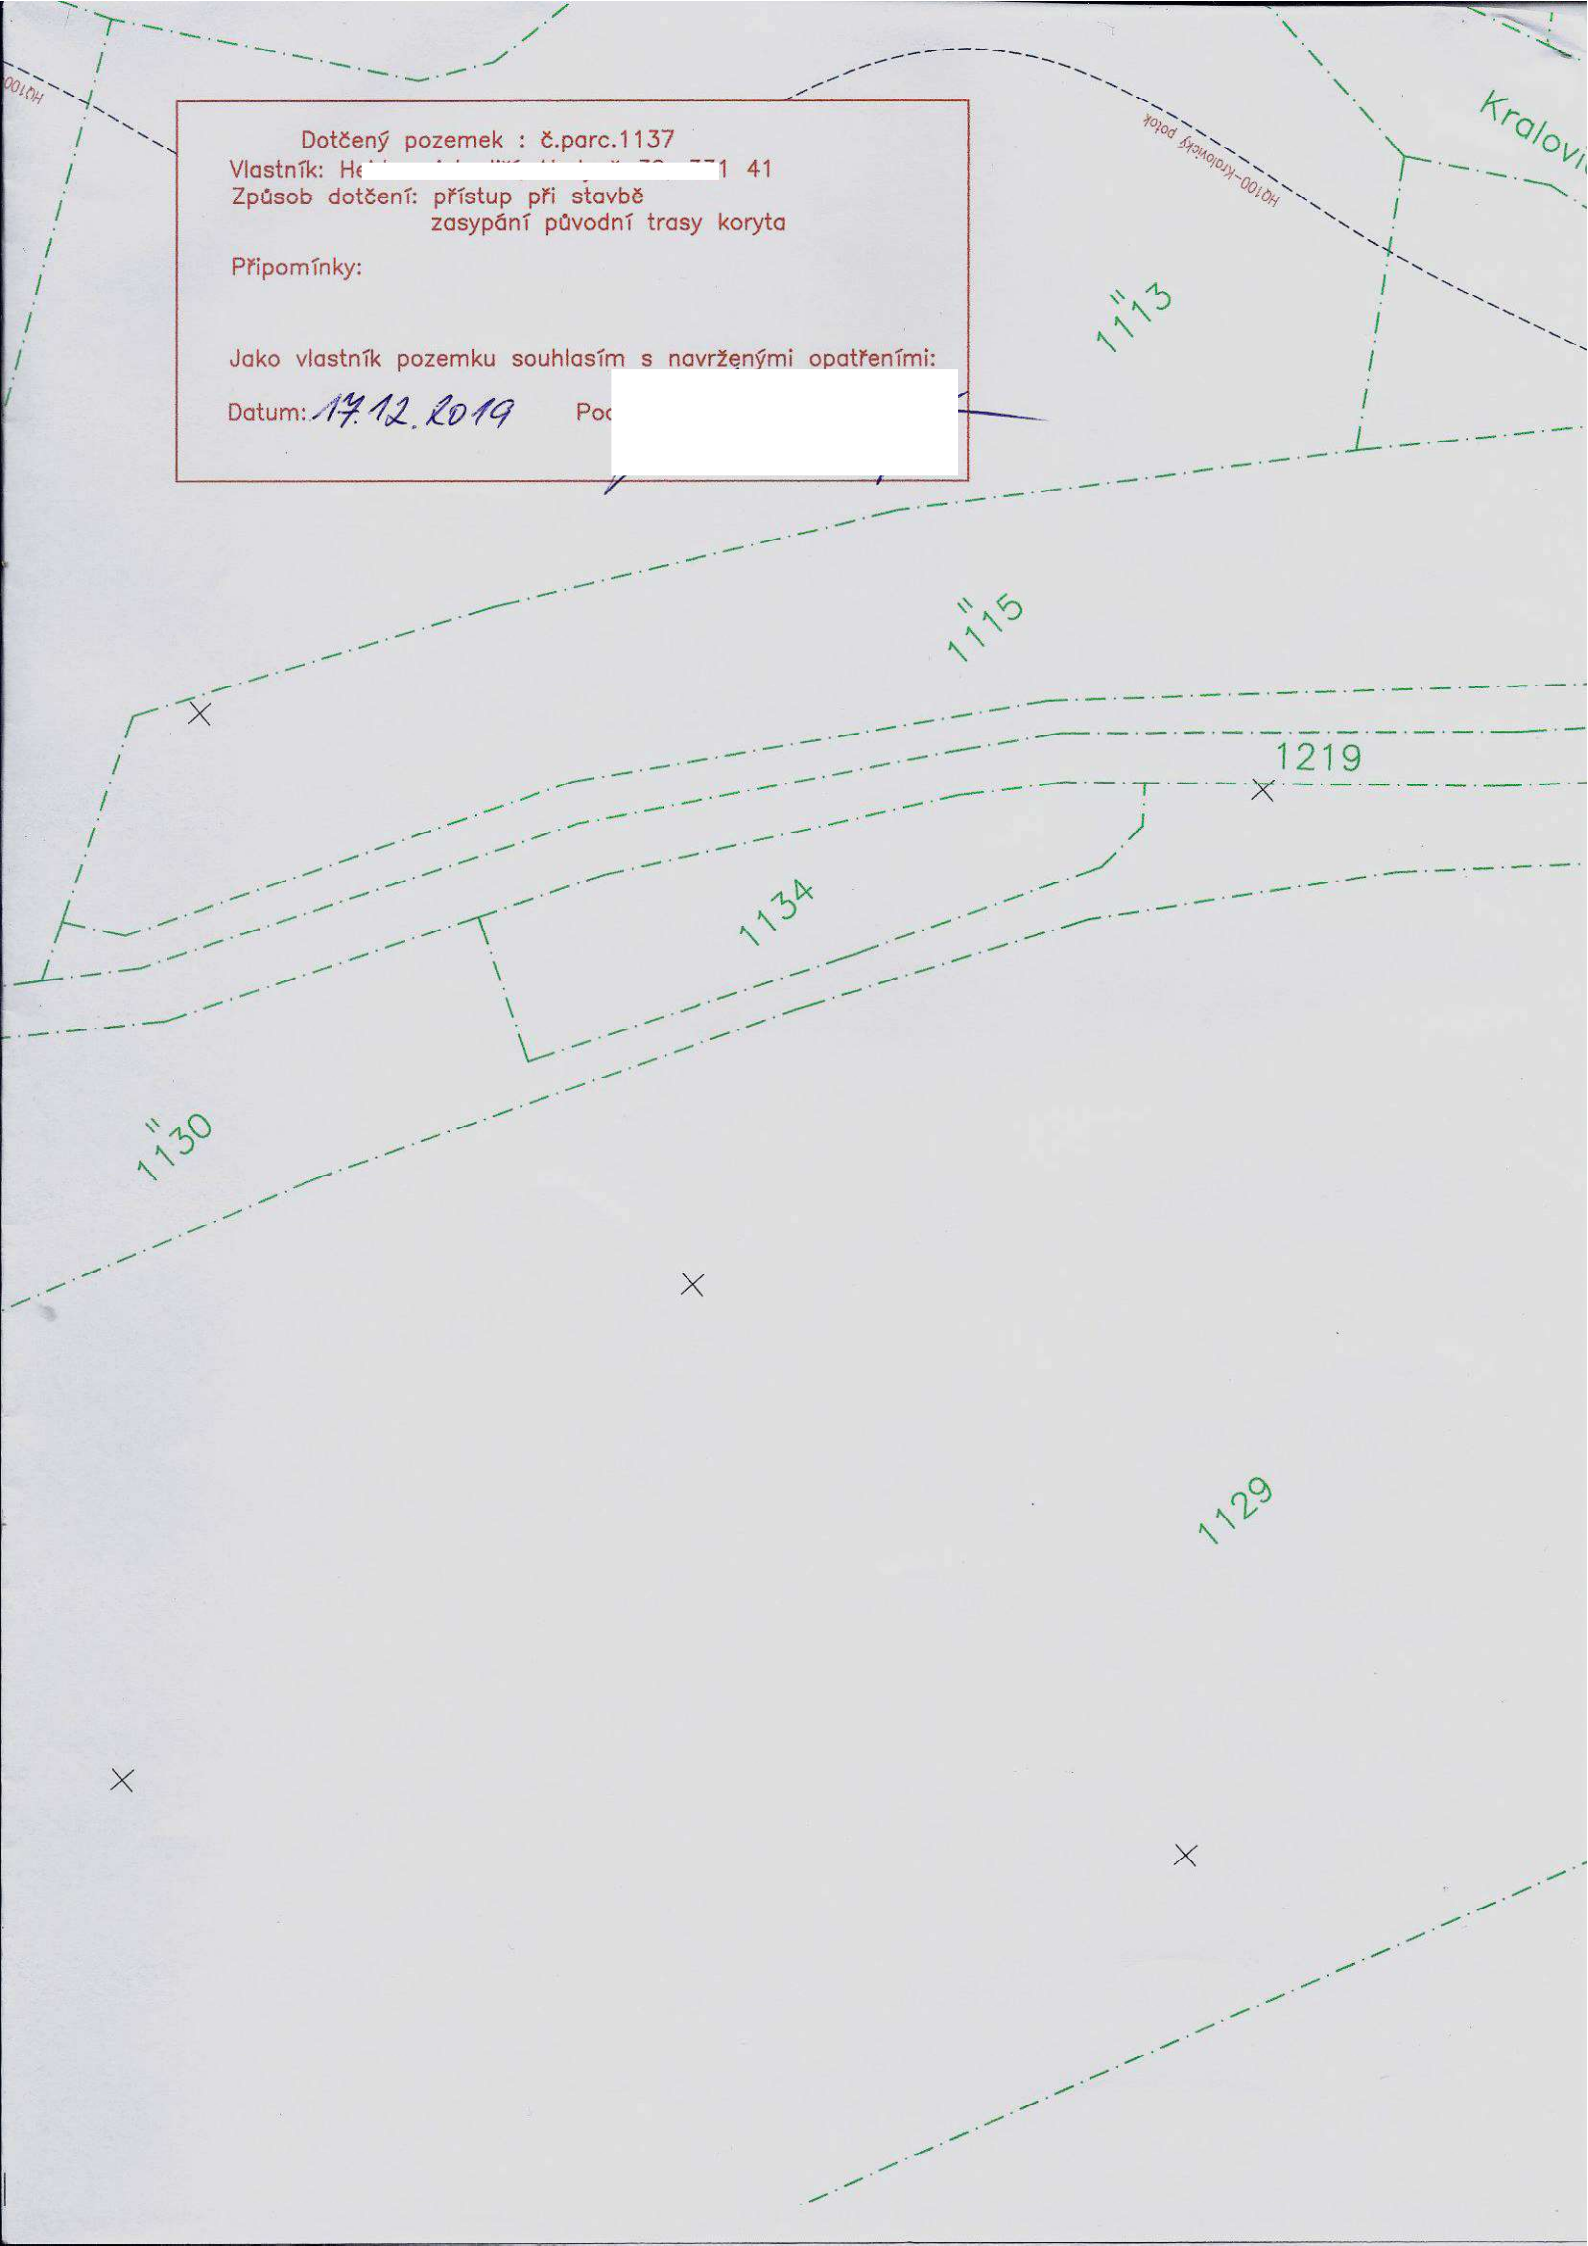 HQ100
HQ100-Kralovický potok
Kralovi
Dotčený pozemek : č.parc.1137
Vlastník: He 1 41
Způsob dotčení: přístup při stavbě
zasypání původní trasy koryta
Připomínky:
Jako vlastník pozemku souhlasím s navrženými opatřeními:
Datum: 17.12.2019 Pod
1113
1115
1219
1134
1130
1129